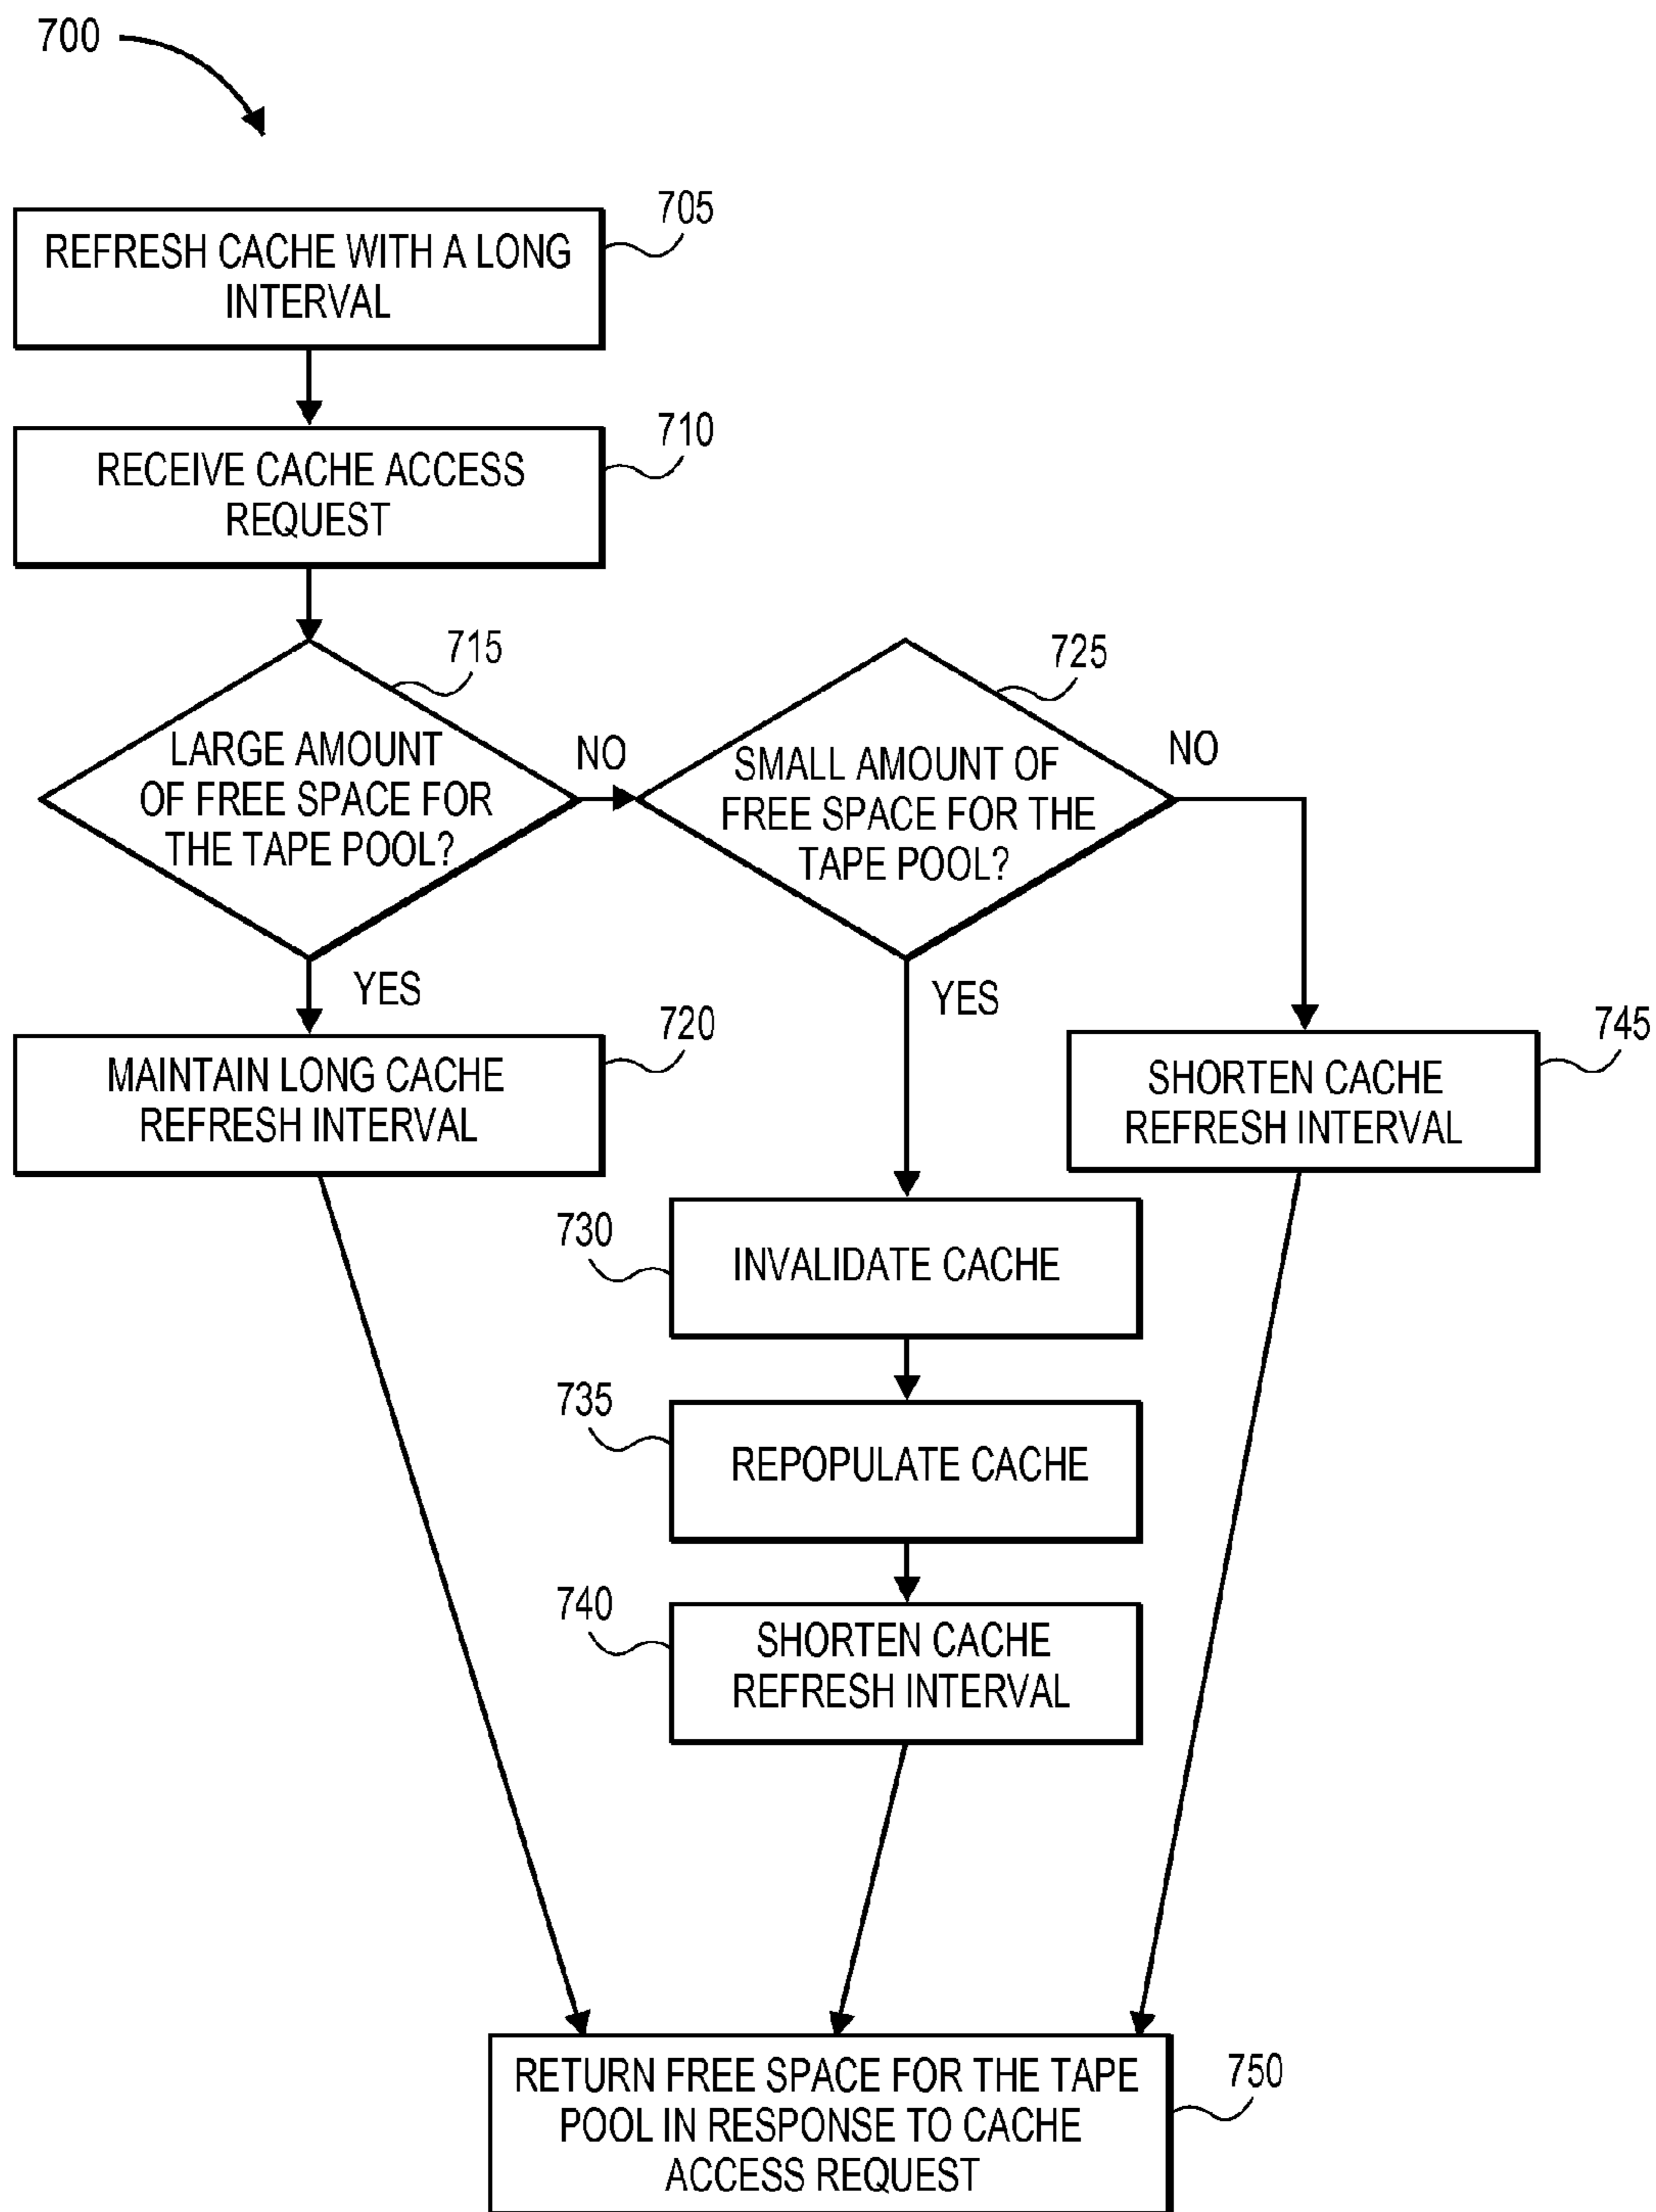 700
705
REFRESH CACHE WITH A LONG
INTERVAL
710
RECEIVE CACHE ACCESS
REQUEST
715
LARGE AMOUNT
OF FREE SPACE FOR
THE TAPE POOL?
NO
YES
725
SMALL AMOUNT OF
FREE SPACE FOR THE
TAPE POOL?
NO
YES
720
MAINTAIN LONG CACHE
REFRESH INTERVAL
745
SHORTEN CACHE
REFRESH INTERVAL
730
INVALIDATE CACHE
735
REPOPULATE CACHE
740
SHORTEN CACHE
REFRESH INTERVAL
750
RETURN FREE SPACE FOR THE TAPE
POOL IN RESPONSE TO CACHE
ACCESS REQUEST